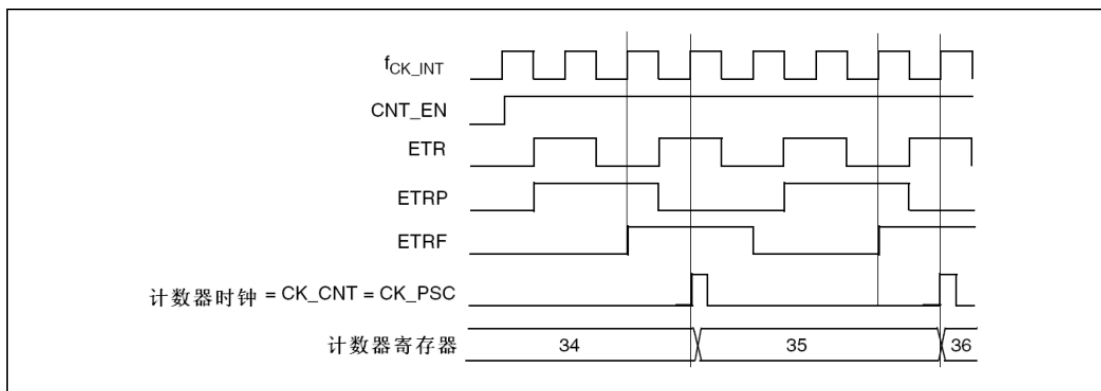 fCK_INT
CNT_EN
ETR
ETRP
ETRF
计数器时钟 = CK_CNT = CK_PSC
计数器寄存器 34 35 36